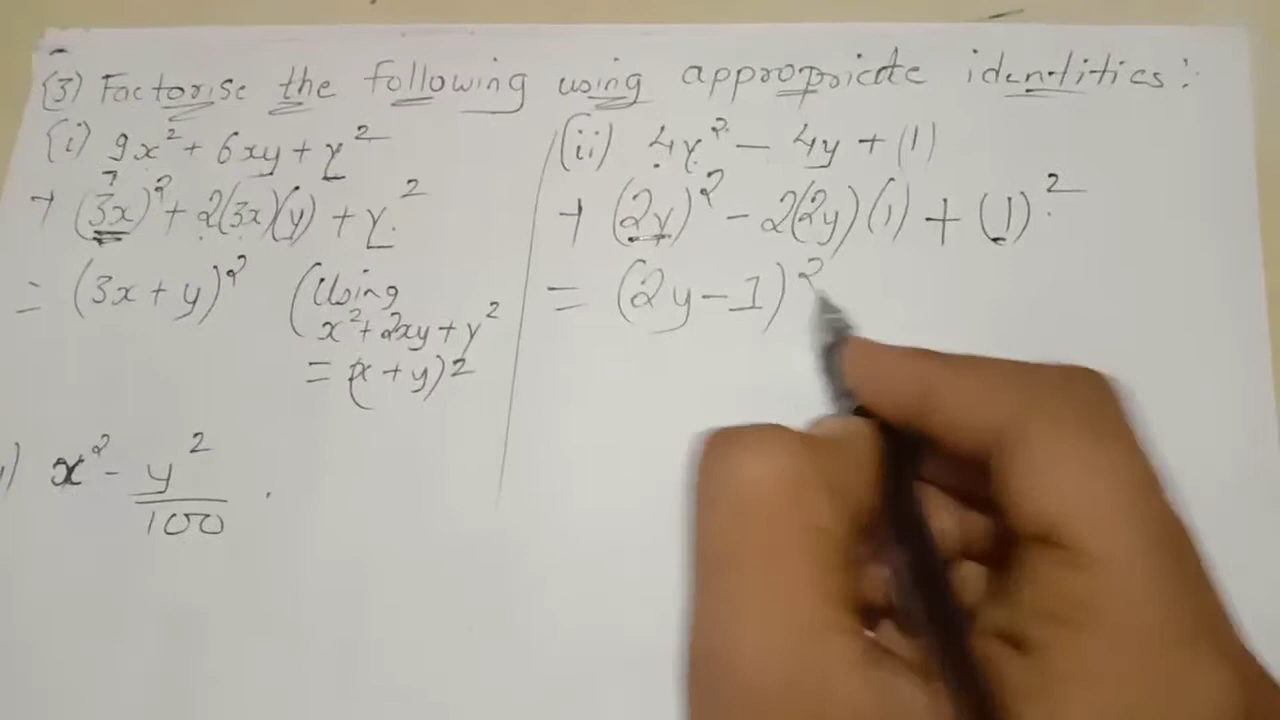 (3) Factorise the following using appropriate identities:
(i) 9x² + 6xy + y²
→ (3x)² + 2(3x)(y) + y²
= (3x + y)² (Using
x² + 2xy + y²
= (x + y)2
(ii) 4y² - 4y + (1)
→ (2y)² - 2(2y)(1) + (1)²
= (2y - 1)²
) x² - y²/100 .